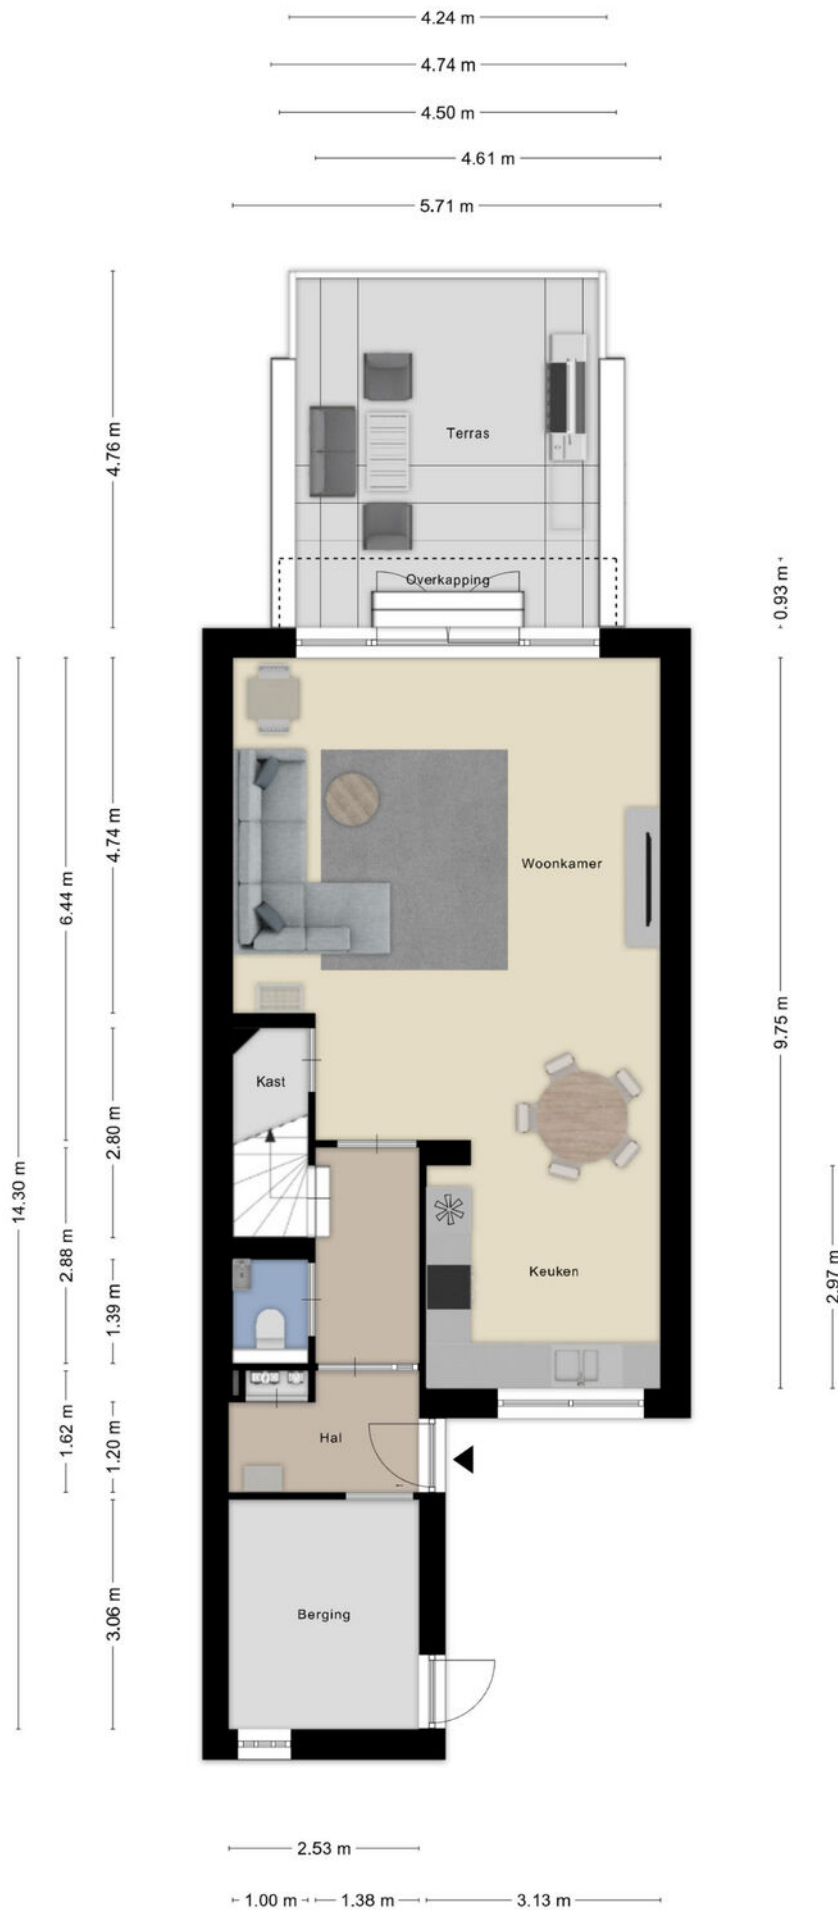 4.24 m
4.74 m
4.50 m
4.61 m
5.71 m
4.76 m
Terras
Overkapping
0.93 m
4.74 m
6.44 m
Woonkamer
9.75 m
Kast
2.80 m
14.30 m
2.88 m
2.97 m
Keuken
1.39 m
1.62 m
1.20 m
Hal
3.06 m
Berging
2.53 m
1.00 m
1.38 m
3.13 m